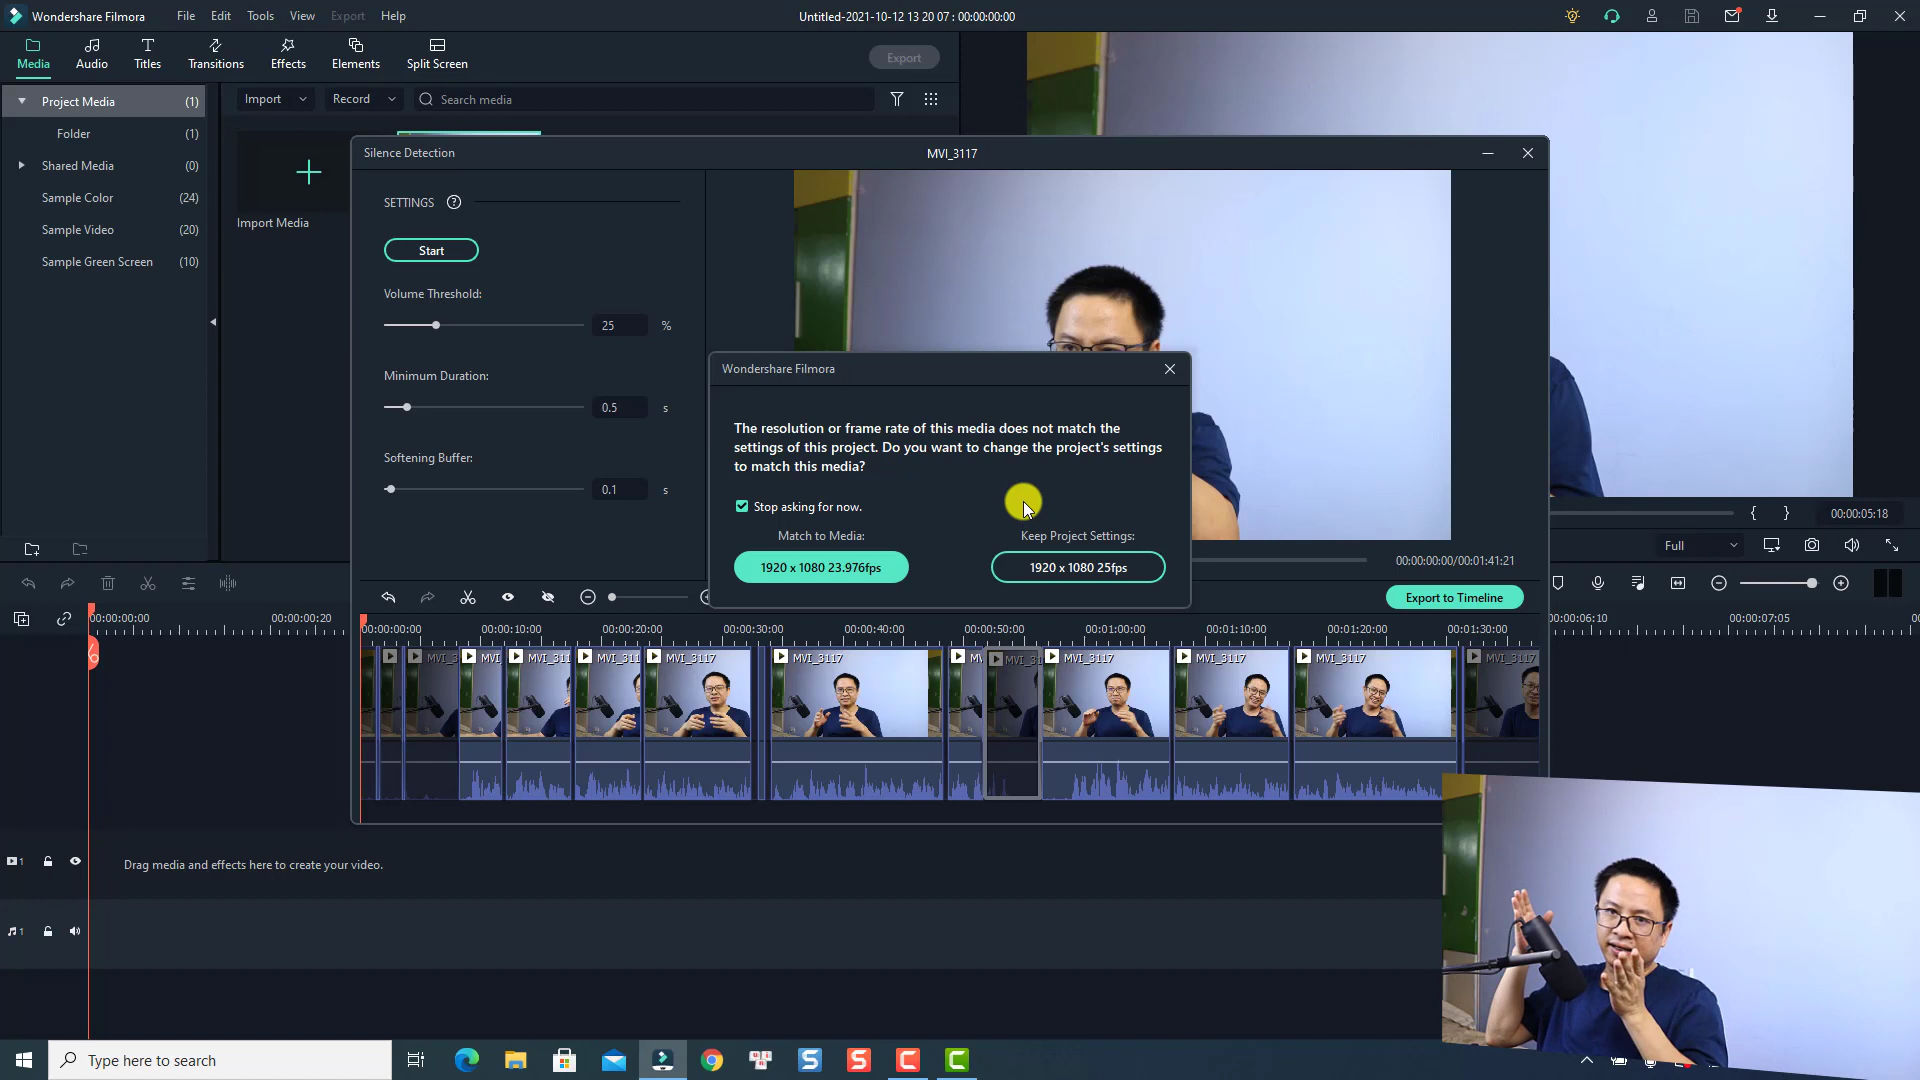 Wondershare Filmora
File
Edit
Tools
View
Export
Help
Untitled-2021-10-12 13 20 07 : 00:00:00:00
Media
Audio
Titles
Transitions
Effects
Elements
Split Screen
Export
Project Media (1)
Folder (1)
Shared Media (0)
Sample Color (24)
Sample Video (20)
Sample Green Screen (10)
Import
Record
Search media
Import Media
Silence Detection
MVI_3117
SETTINGS
Start
Volume Threshold:
25 %
Minimum Duration:
0.5 s
Softening Buffer:
0.1 s
Wondershare Filmora
The resolution or frame rate of this media does not match the
settings of this project. Do you want to change the project's settings
to match this media?
Stop asking for now.
Match to Media:
Keep Project Settings:
1920 x 1080 23.976fps
1920 x 1080 25fps
00:00:05:18
Full
00:00:00:00/00:01:41:21
Export to Timeline
00:00:00:00
00:00:00:20
00:00:06:10
00:00:07:05
00:00:00:00
00:00:10:00
00:00:20:00
00:00:30:00
00:00:40:00
00:00:50:00
00:01:00:00
00:01:10:00
00:01:20:00
00:01:30:00
MVI_3117
MVI_3117
MVI_3117
MVI_3117
MVI_3117
MVI_3117
1
Drag media and effects here to create your video.
1
Type here to search